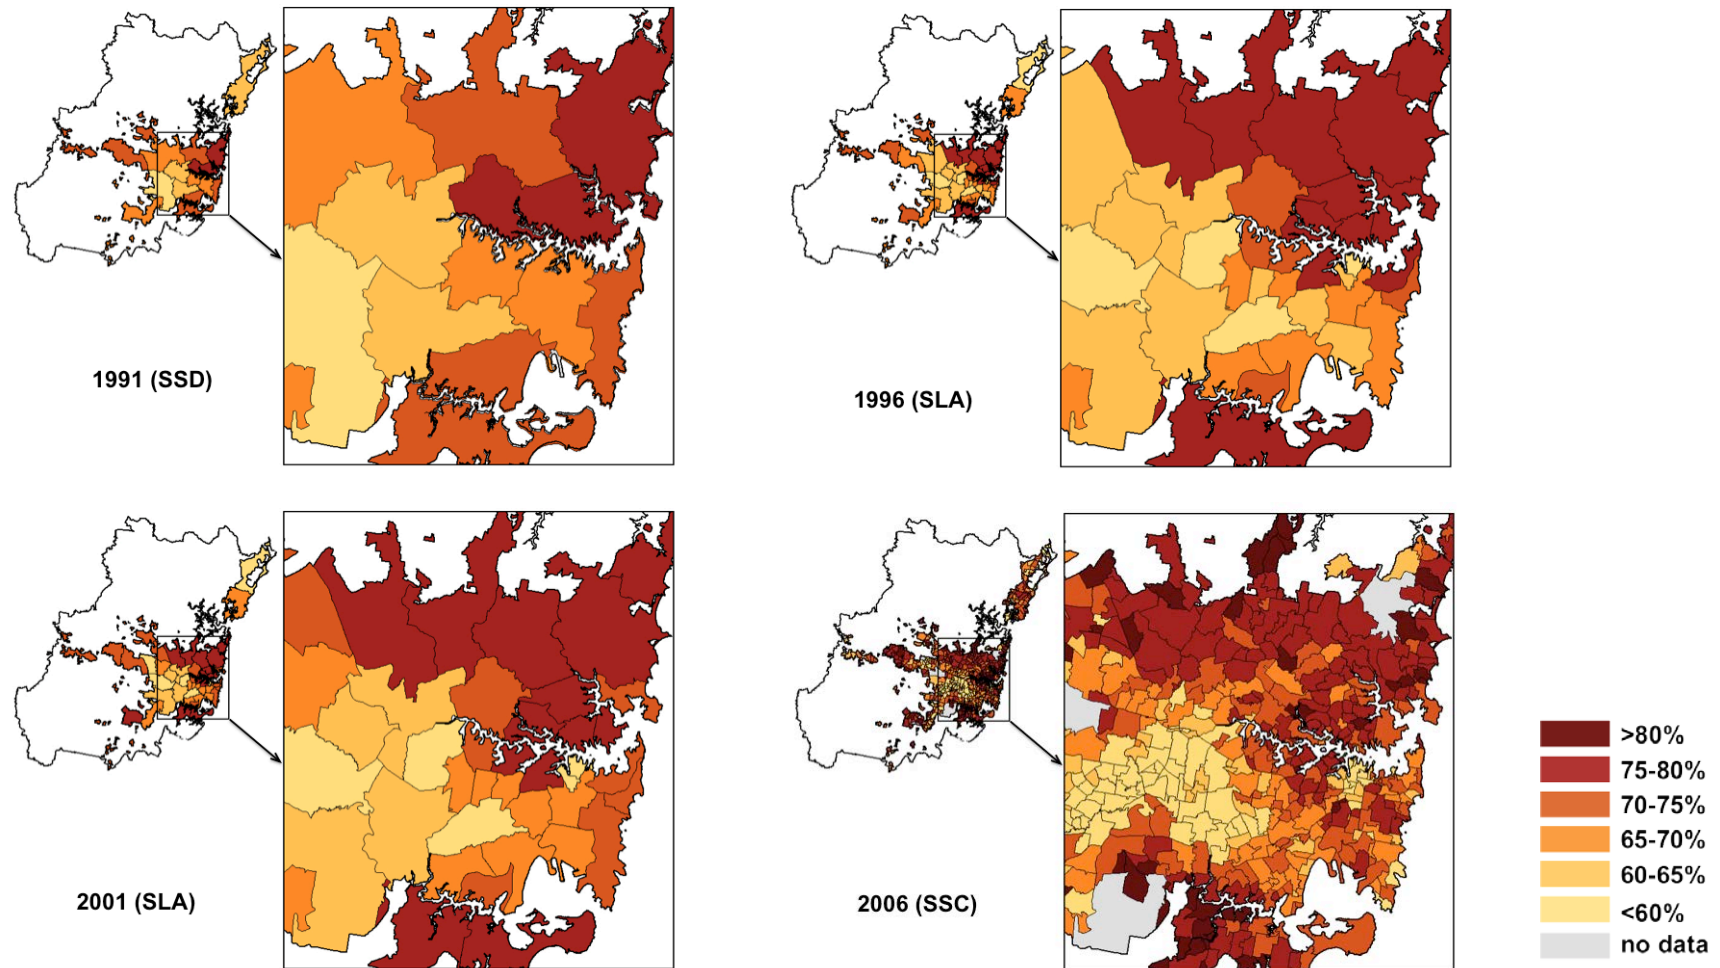 1991 (SSD)
1996 (SLA)
2001 (SLA)
2006 (SSC)
>80%
75-80%
70-75%
65-70%
60-65%
<60%
no data